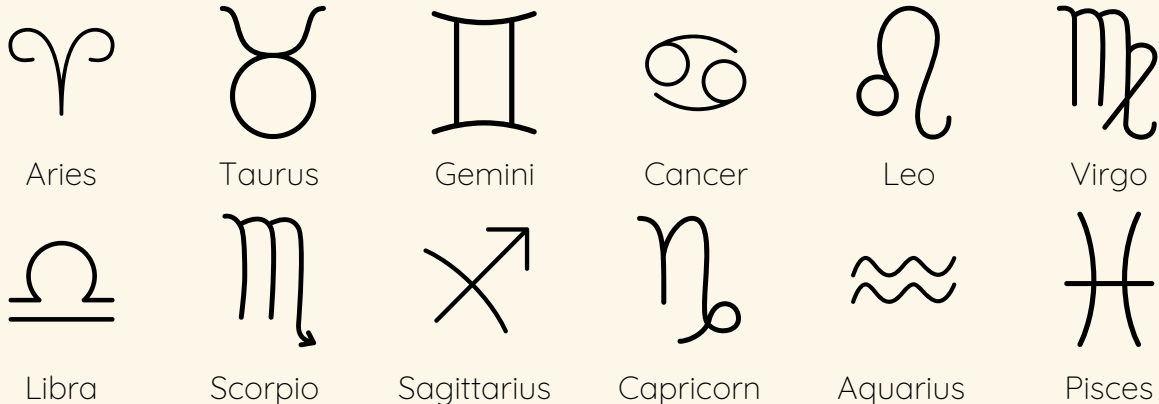 Aries Taurus Gemini Cancer Leo Virgo
Libra Scorpio Sagittarius Capricorn Aquarius Pisces